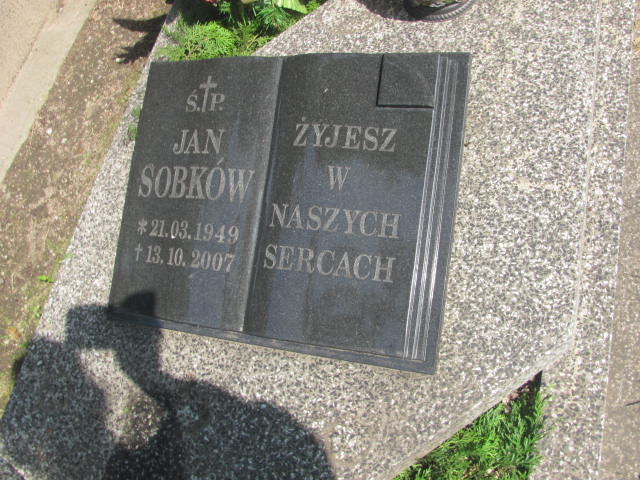 Ś.†P.
JAN
SOBKÓW
*21.03.1949
†13.10.2007
ŻYJESZ
W
NASZYCH
SERCACH